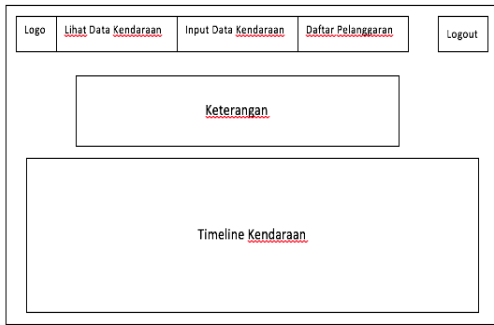 Logo
Lihat Data Kendaraan
Input Data Kendaraan
Daftar Pelanggaran
Logout
Keterangan
Timeline Kendaraan